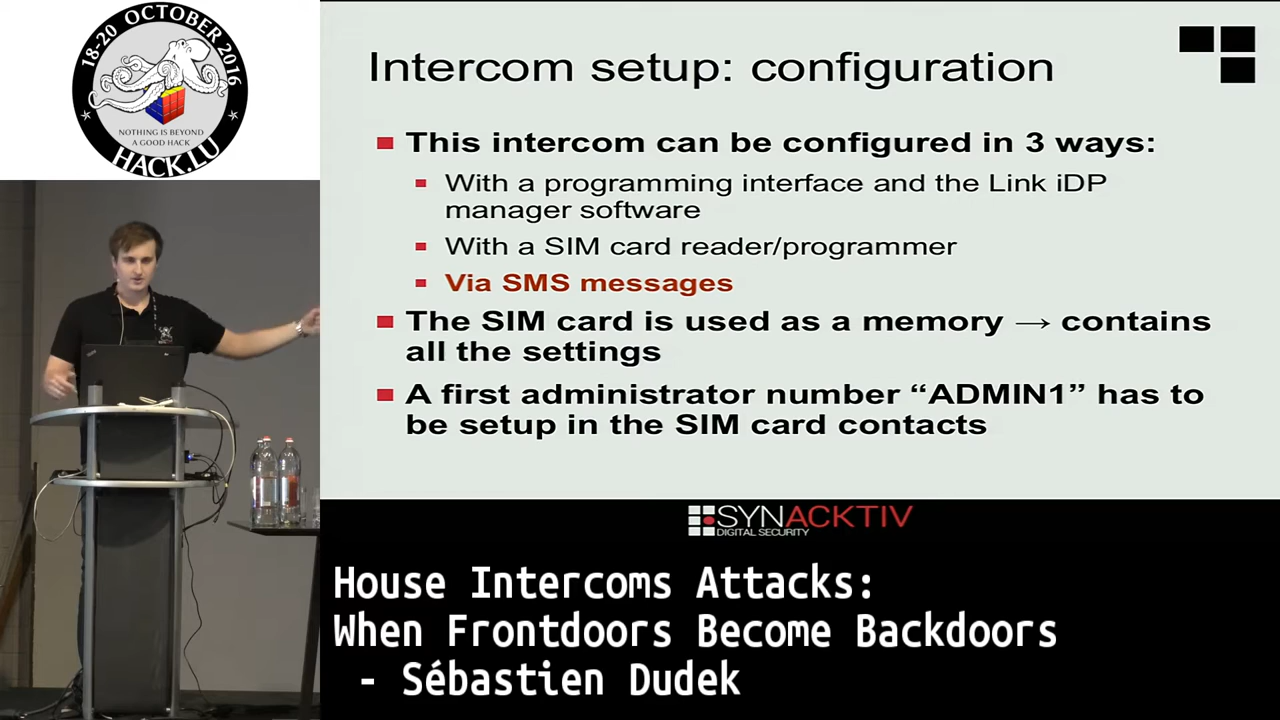 18-20 OCTOBER 2016
NOTHING IS BEYOND
A GOOD HACK
HACK.LU
Intercom setup: configuration
This intercom can be configured in 3 ways:
With a programming interface and the Link iDP
manager software
With a SIM card reader/programmer
Via SMS messages
The SIM card is used as a memory → contains
all the settings
A first administrator number “ADMIN1” has to
be setup in the SIM card contacts
SYNACKTIV
DIGITAL SECURITY
House Intercoms Attacks:
When Frontdoors Become Backdoors
- Sébastien Dudek